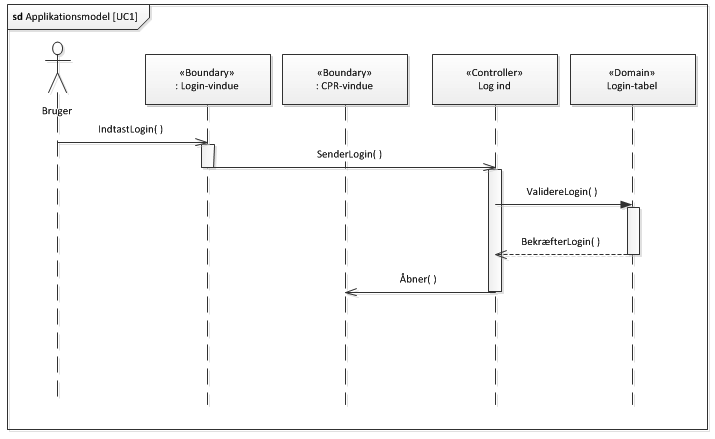 sd Applikationsmodel [UC1]
Bruger
«Boundary»
: Login-vindue
«Boundary»
: CPR-vindue
«Controller»
Log ind
«Domain»
Login-tabel
IndtastLogin( )
SenderLogin( )
ValidereLogin( )
BekræfterLogin( )
Åbner( )